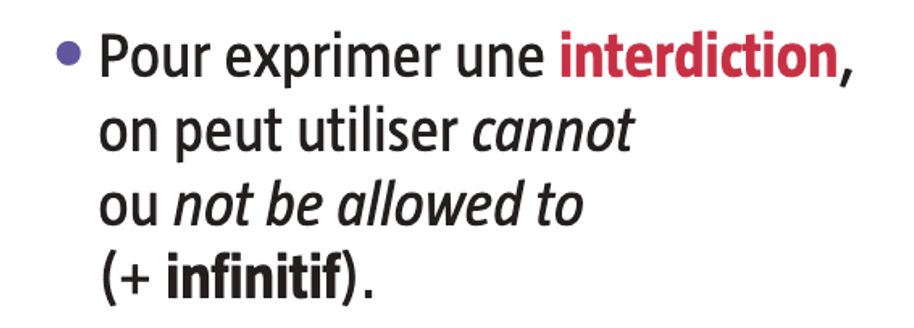 • Pour exprimer une interdiction,
on peut utiliser cannot
ou not be allowed to
(+ infinitif).